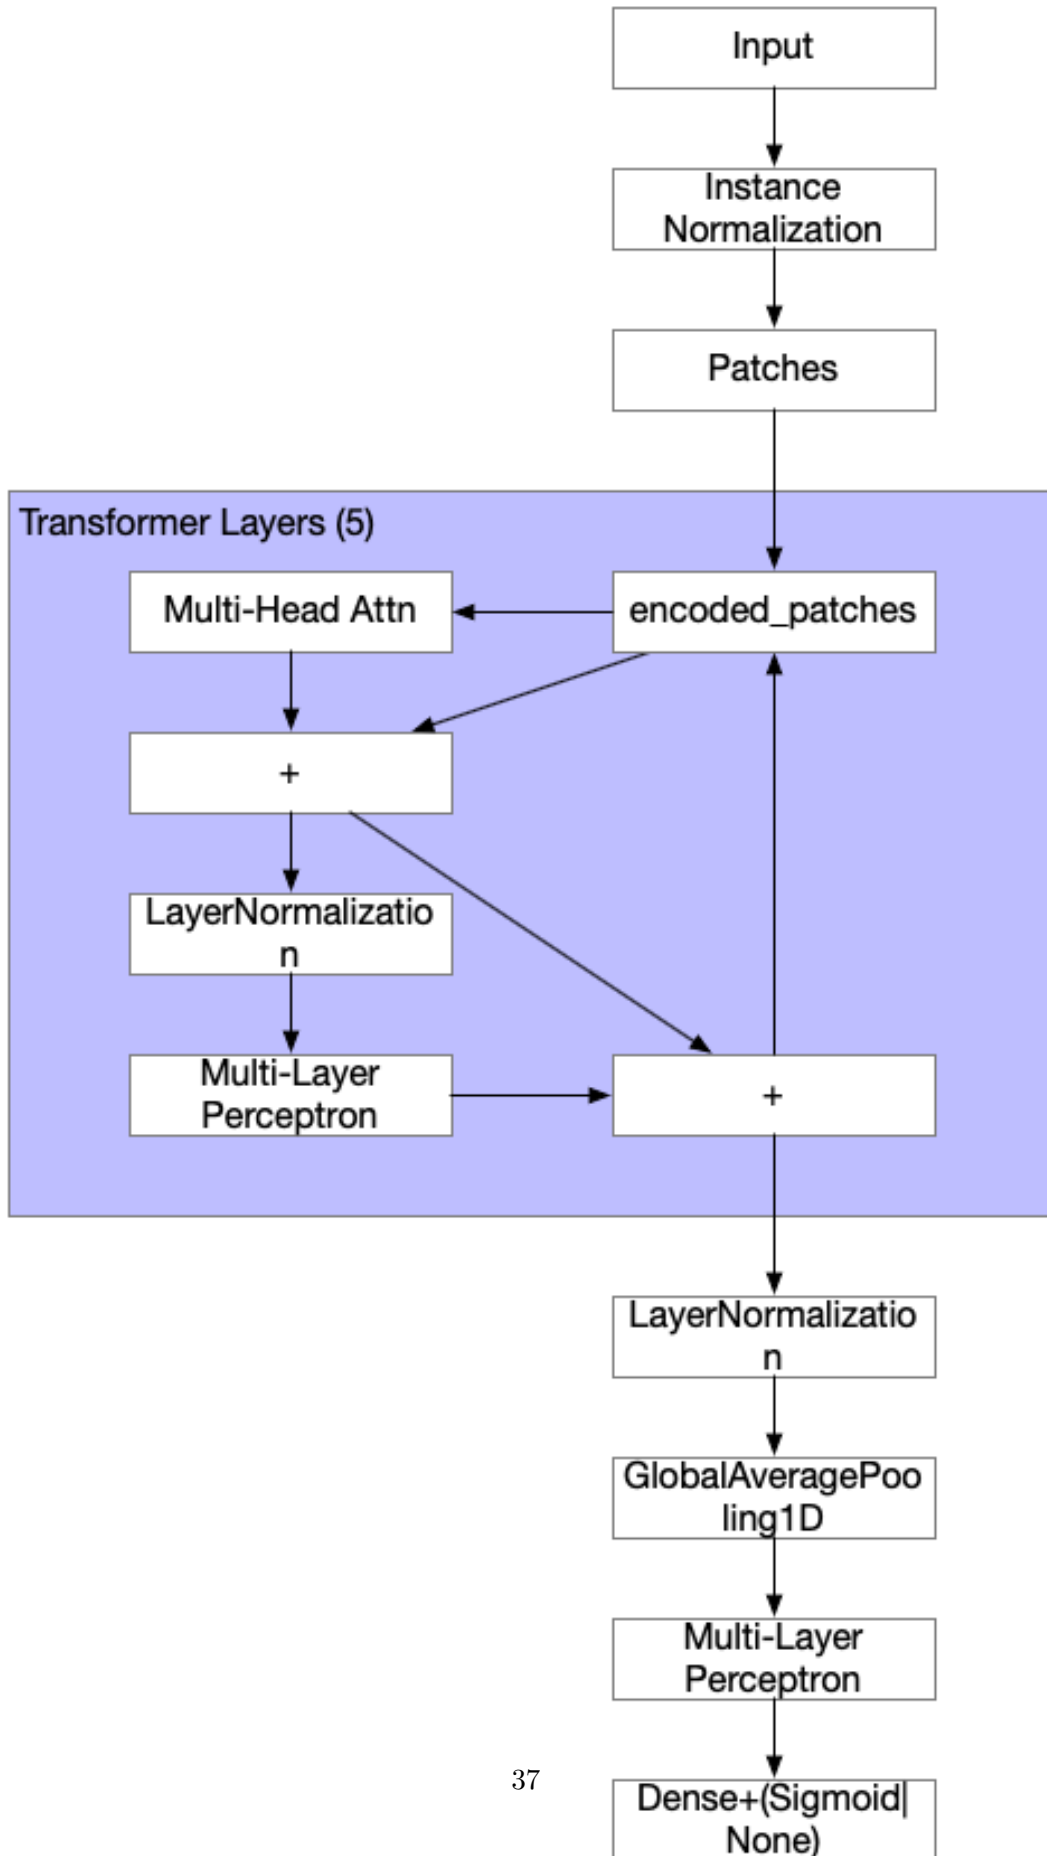 Input
Instance
Normalization
Patches
Transformer Layers (5)
Multi-Head Attn
encoded_patches
+
LayerNormalizatio
n
Multi-Layer
Perceptron
+
LayerNormalizatio
n
GlobalAveragePoo
ling1D
Multi-Layer
Perceptron
37
Dense+(Sigmoid|
None)